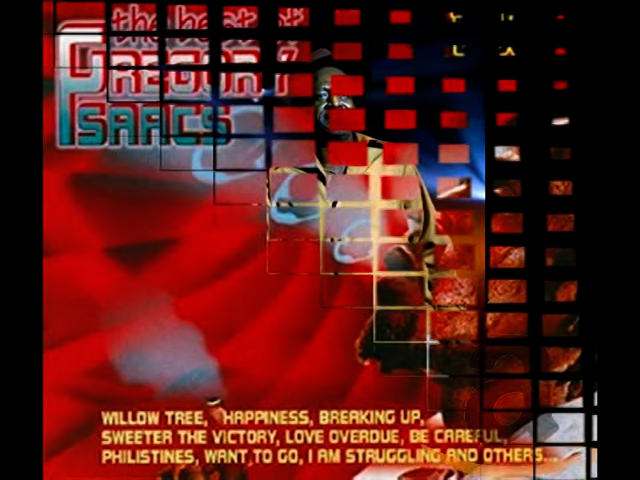 the best of
GREGORY
ISAACS
WILLOW TREE, HAPPINESS, BREAKING UP,
SWEETER THE VICTORY, LOVE OVERDUE, BE CAREFUL,
PHILISTINES, WANT TO GO, I AM STRUGGLING AND OTHERS...